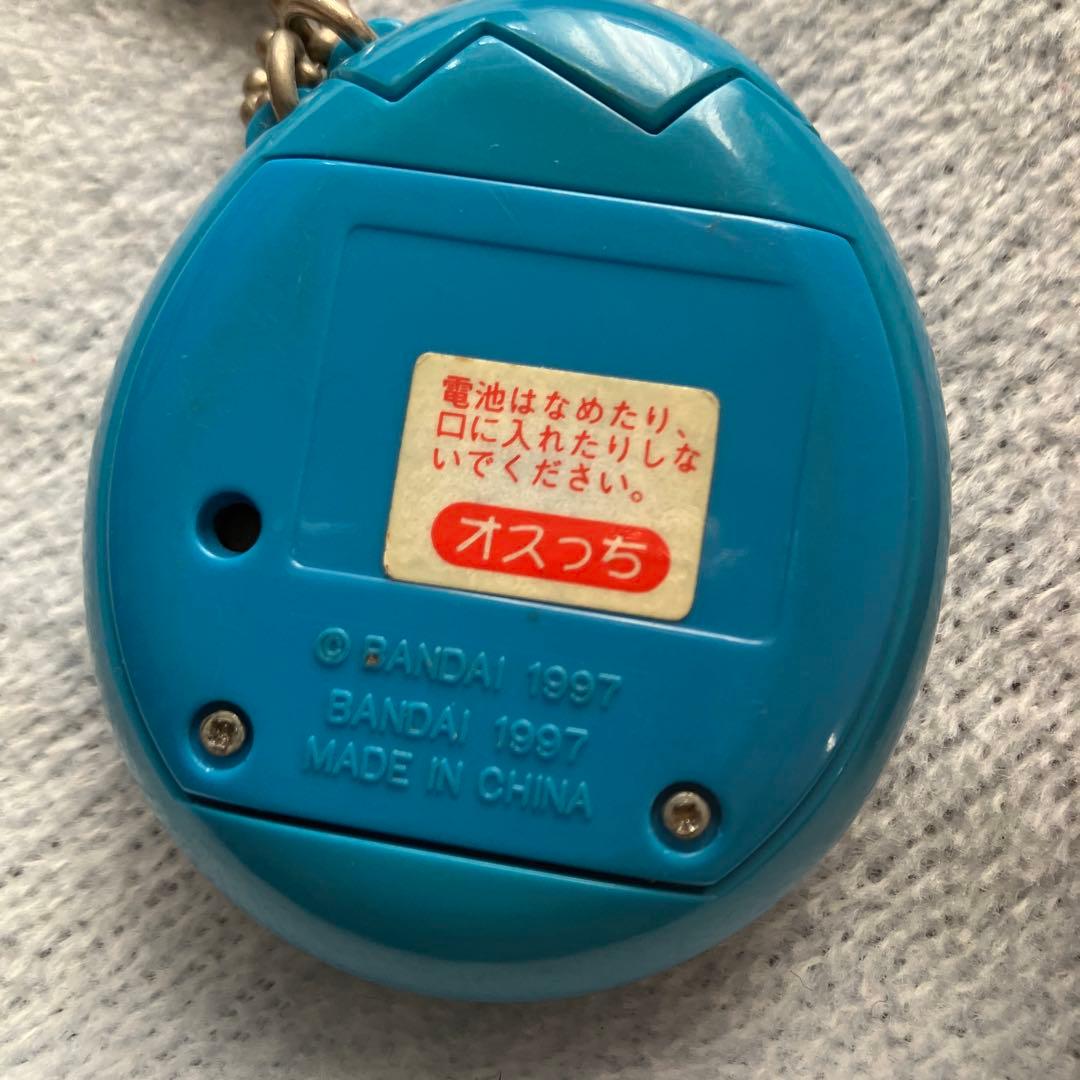 電池はなめたり、
口に入れたりしな
いでください。
オスっち
© BANDAI 1997
BANDAI 1997
MADE IN CHINA